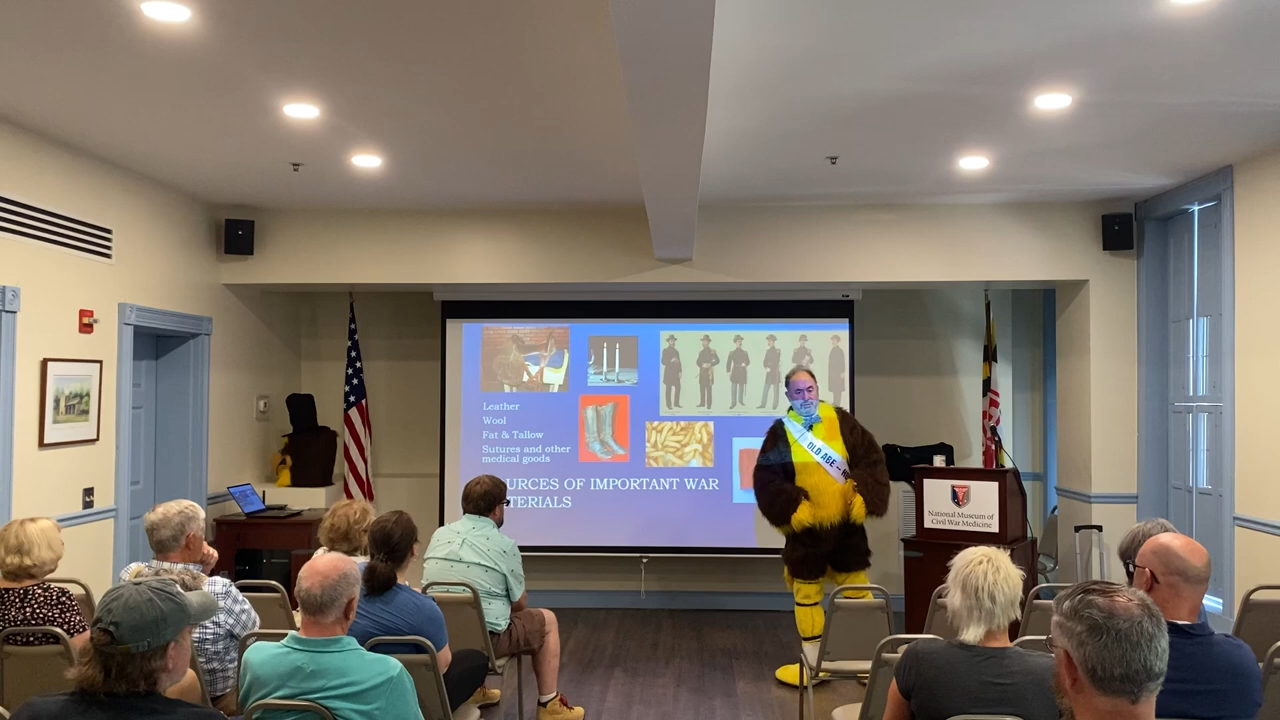 Leather
Wool
Fat & Tallow
Sutures and other
medical goods
URCES OF IMPORTANT WAR
TERIALS
OLD ABE – H
National Museum of
Civil War Medicine